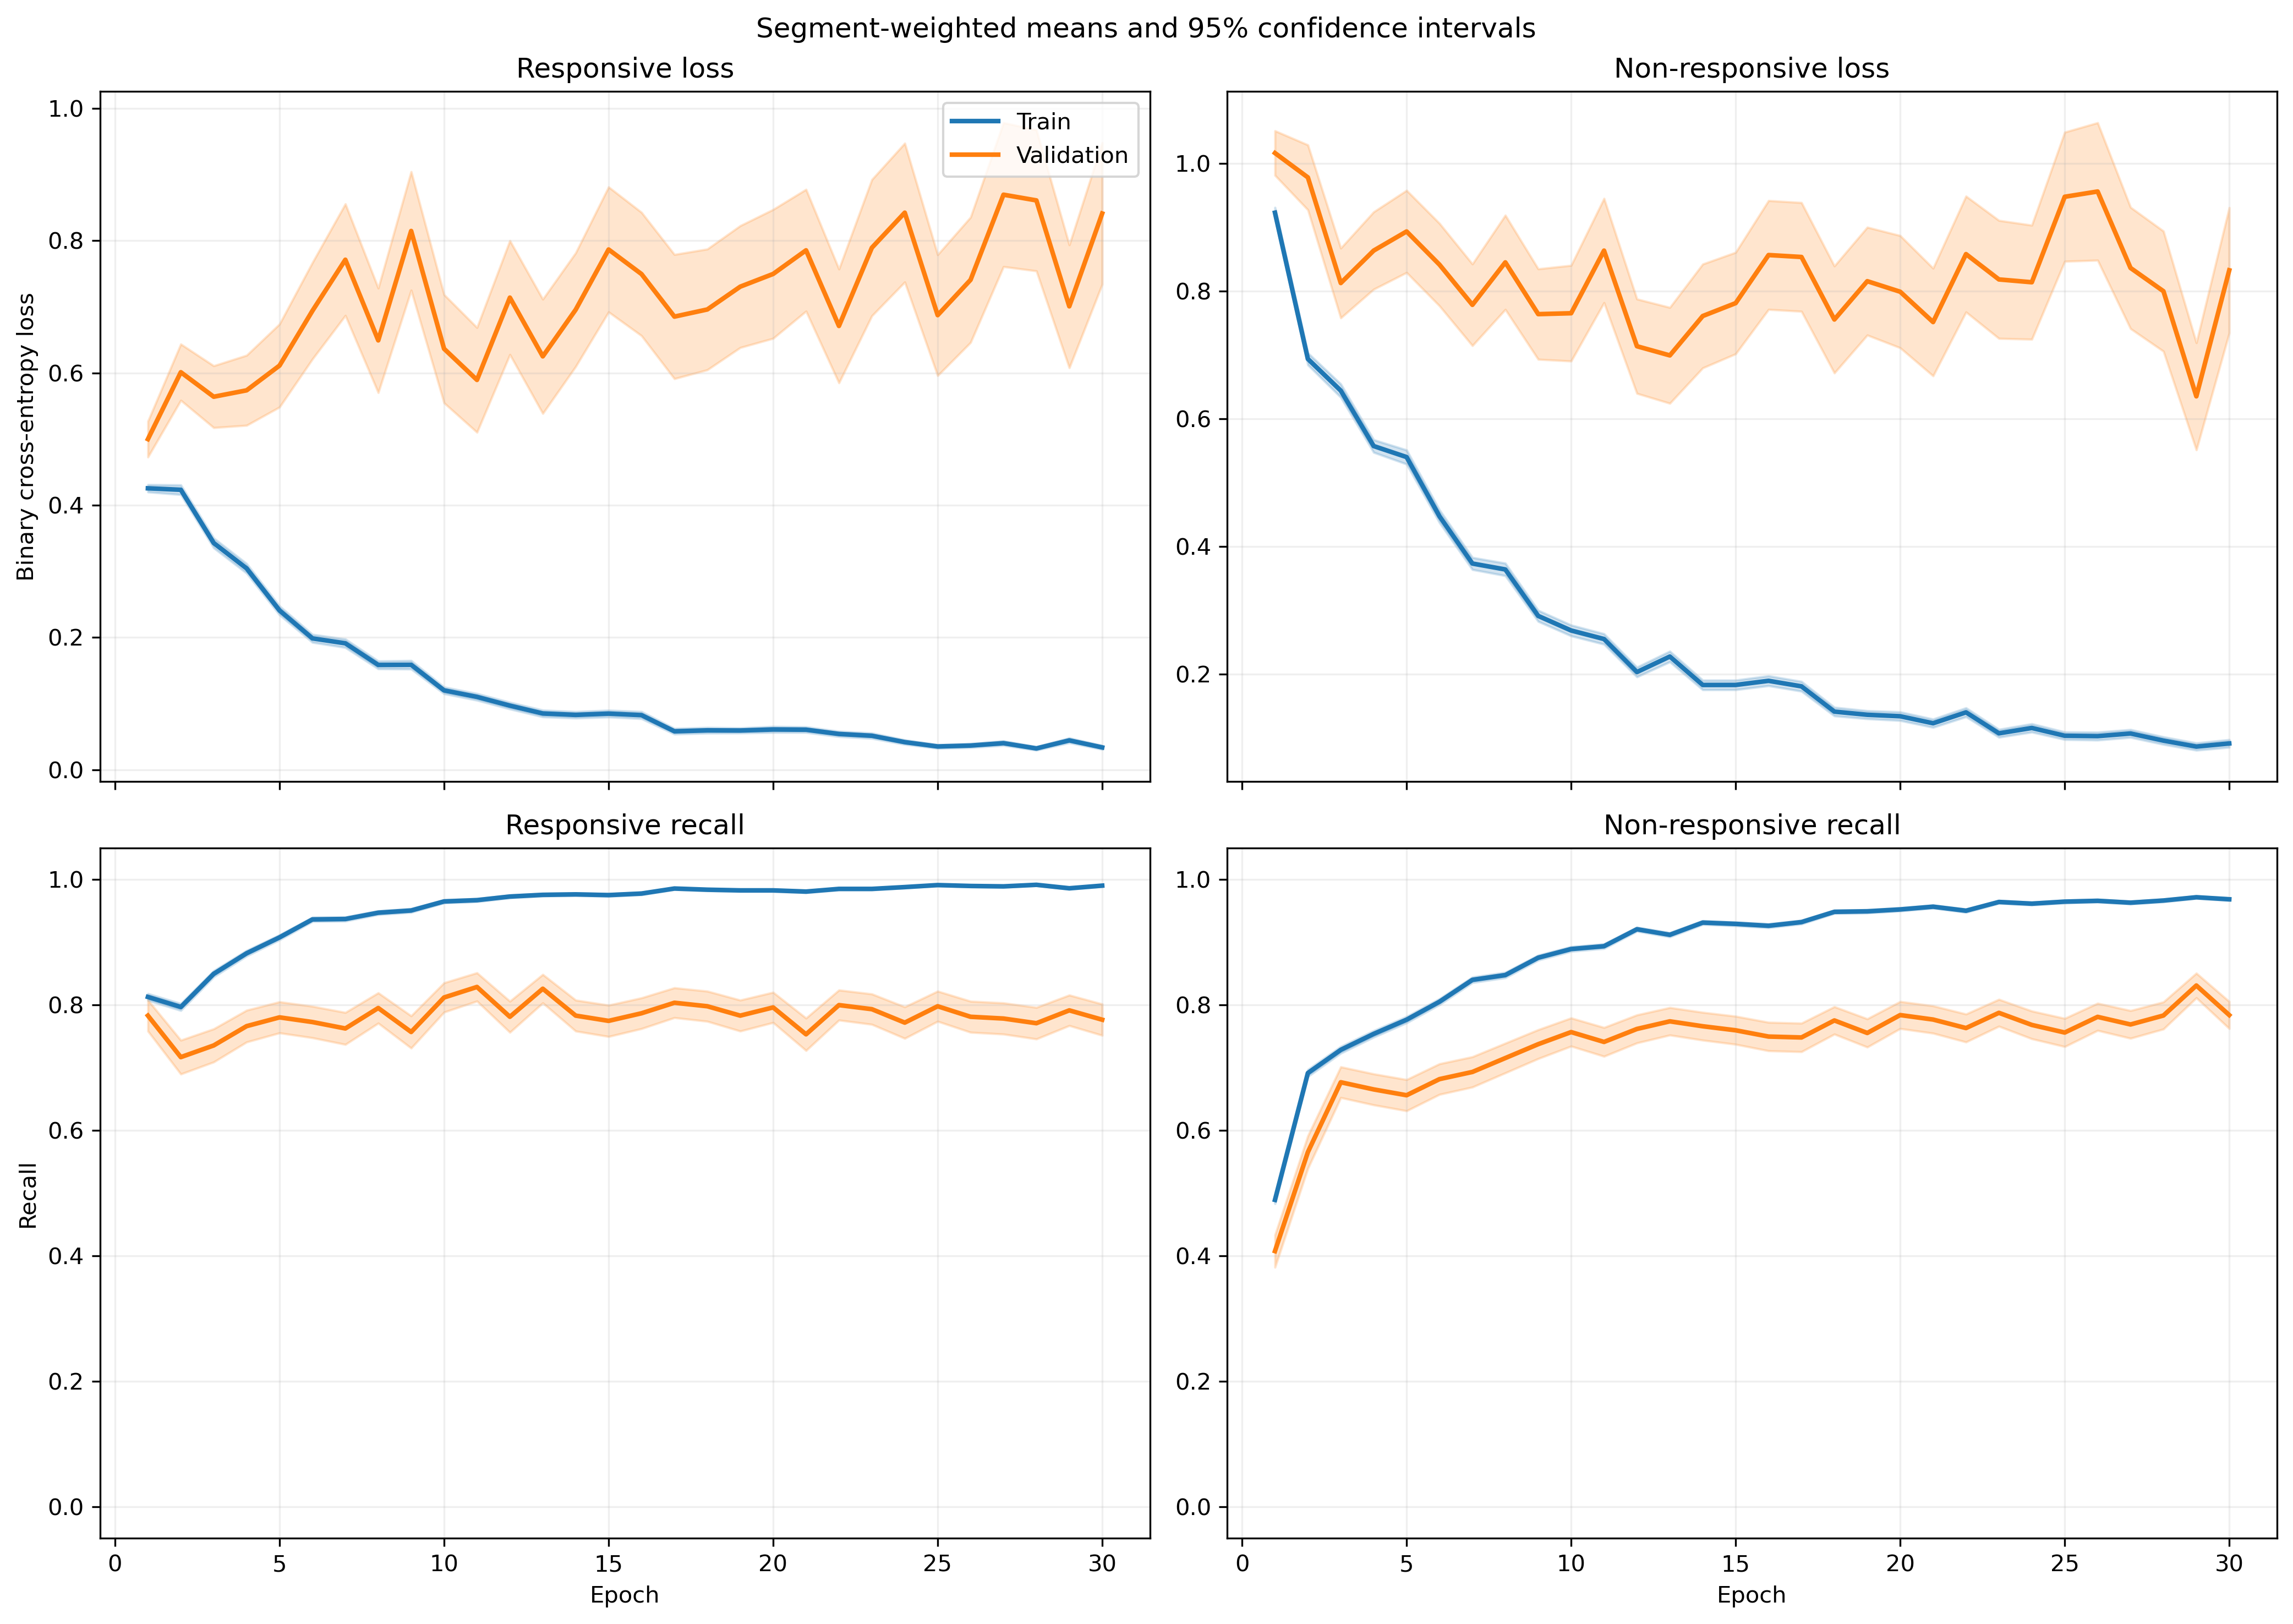 Segment-weighted means and 95% confidence intervals
Responsive loss
Non-responsive loss
Binary cross-entropy loss
1.0
0.8
0.6
0.4
0.2
0.0
Train
Validation
1.0
0.8
0.6
0.4
0.2
Responsive recall
Non-responsive recall
Recall
1.0
0.8
0.6
0.4
0.2
0.0
0 5 10 15 20 25 30
Epoch
1.0
0.8
0.6
0.4
0.2
0.0
0 5 10 15 20 25 30
Epoch